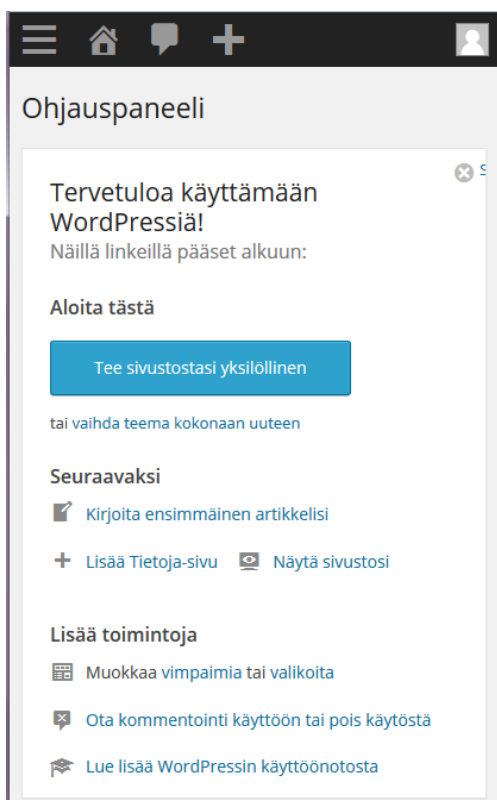 Ohjauspaneeli
Tervetuloa käyttämään
WordPressiä!
Näillä linkeillä pääset alkuun:
Aloita tästä
Tee sivustostasi yksilöllinen
tai vaihda teema kokonaan uuteen
Seuraavaksi
Kirjoita ensimmäinen artikkelisi
Lisää Tietoja-sivu Näytä sivustosi
Lisää toimintoja
Muokkaa vimpaimia tai valikoita
Ota kommentointi käyttöön tai pois käytöstä
Lue lisää WordPressin käyttöönotosta